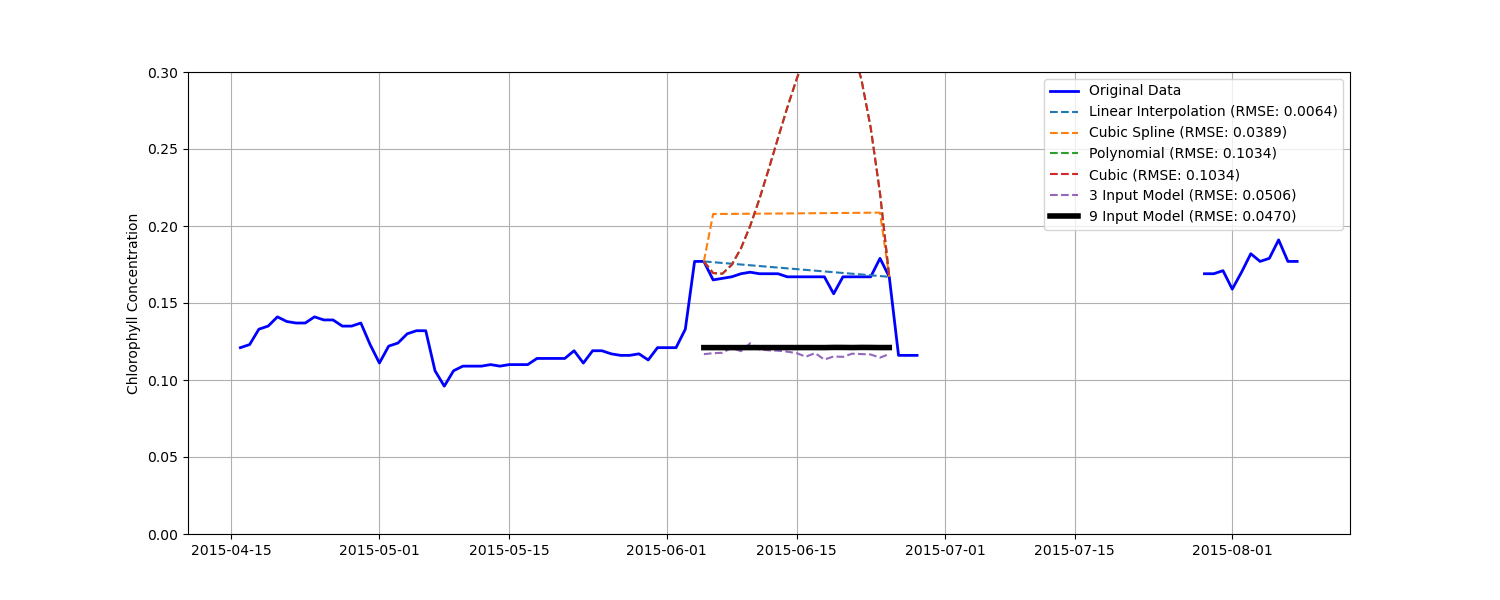 Chlorophyll Concentration
0.30
0.25
0.20
0.15
0.10
0.05
0.00
2015-04-15 2015-05-01 2015-05-15 2015-06-01 2015-06-15 2015-07-01 2015-07-15 2015-08-01
Original Data
Linear Interpolation (RMSE: 0.0064)
Cubic Spline (RMSE: 0.0389)
Polynomial (RMSE: 0.1034)
Cubic (RMSE: 0.1034)
3 Input Model (RMSE: 0.0506)
9 Input Model (RMSE: 0.0470)